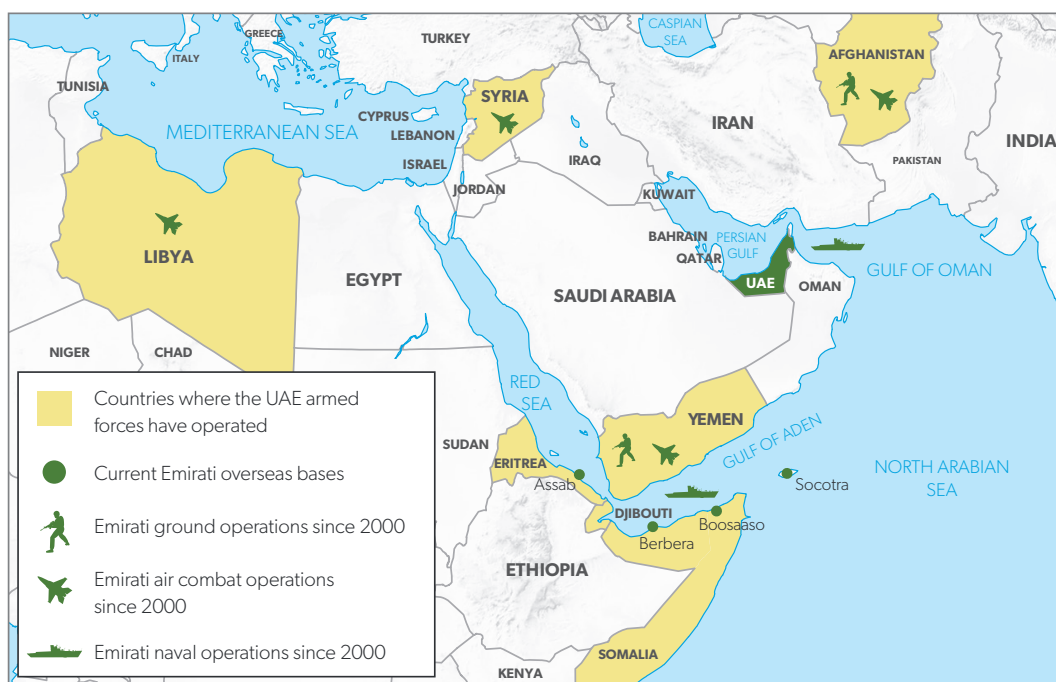 GREECE
CASPIAN
SEA
TURKEY
ITALY
AFGHANISTAN
TUNISIA
SYRIA
CYPRUS
MEDITERRANEAN SEA
LEBANON
IRAN
INDIA
ISRAEL
IRAQ
PAKISTAN
JORDAN
KUWAIT
BAHRAIN
PERSIAN
GULF
QATAR
LIBYA
EGYPT
GULF OF OMAN
UAE
OMAN
SAUDI ARABIA
NIGER
CHAD
RED
SEA
YEMEN
GULF OF ADEN
SUDAN
ERITREA
Assab
Socotra
NORTH ARABIAN
SEA
DJIBOUTI
Boosaaso
Berbera
ETHIOPIA
SOMALIA
KENYA
Countries where the UAE armed
forces have operated
Current Emirati overseas bases
Emirati ground operations since 2000
Emirati air combat operations
since 2000
Emirati naval operations since 2000